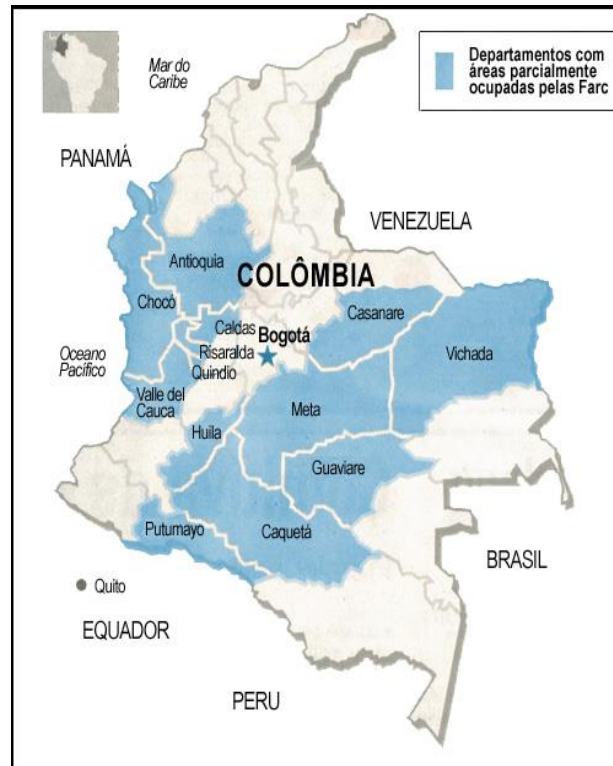 Mar do
Caribe
Departamentos com
áreas parcialmente
ocupadas pelas Farc
PANAMÁ
VENEZUELA
Antioquia
COLÔMBIA
Chocó
Casanare
Caldas
Bogotá
Oceano
Pacífico
Risaralda
Quindio
Vichada
Valle del
Cauca
Meta
Huila
Guaviare
Putumayo
Caquetá
BRASIL
Quito
EQUADOR
PERU